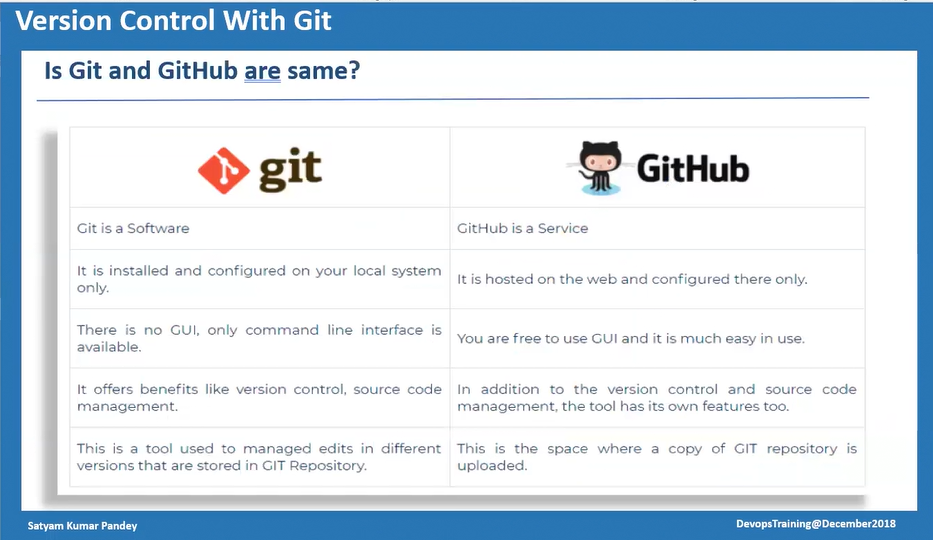 Version Control With Git
Is Git and GitHub are same?
git
GitHub
Git is a Software
GitHub is a Service
It is installed and configured on your local system
only.
It is hosted on the web and configured there only.
There is no GUI, only command line interface is
available.
You are free to use GUI and it is much easy in use.
It offers benefits like version control, source code
management.
In addition to the version control and source code
management, the tool has its own features too.
This is a tool used to managed edits in different
versions that are stored in GIT Repository.
This is the space where a copy of GIT repository is
uploaded.
Satyam Kumar Pandey
DevopsTraining@December2018